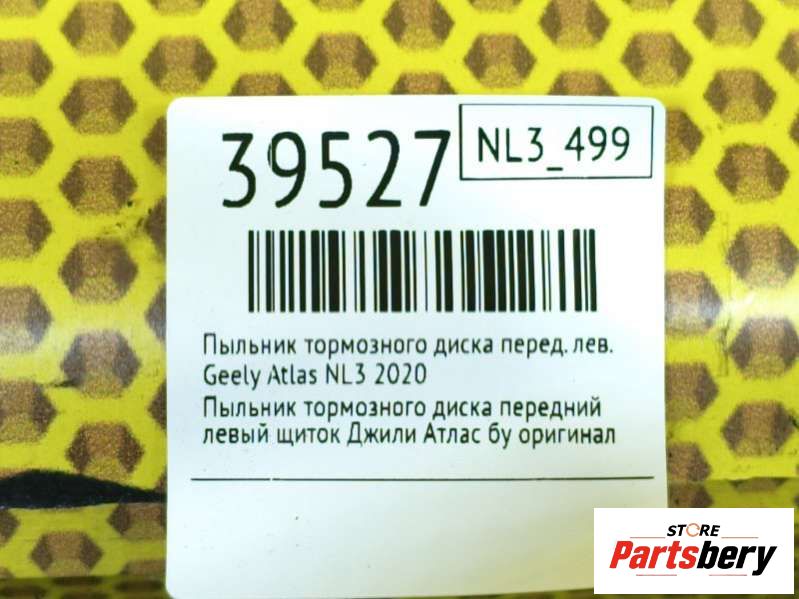 39527
NL3_499
Пыльник тормозного диска перед. лев.
Geely Atlas NL3 2020
Пыльник тормозного диска передний
левый щиток Джили Атлас бу оригинал
STORE
Partsbery